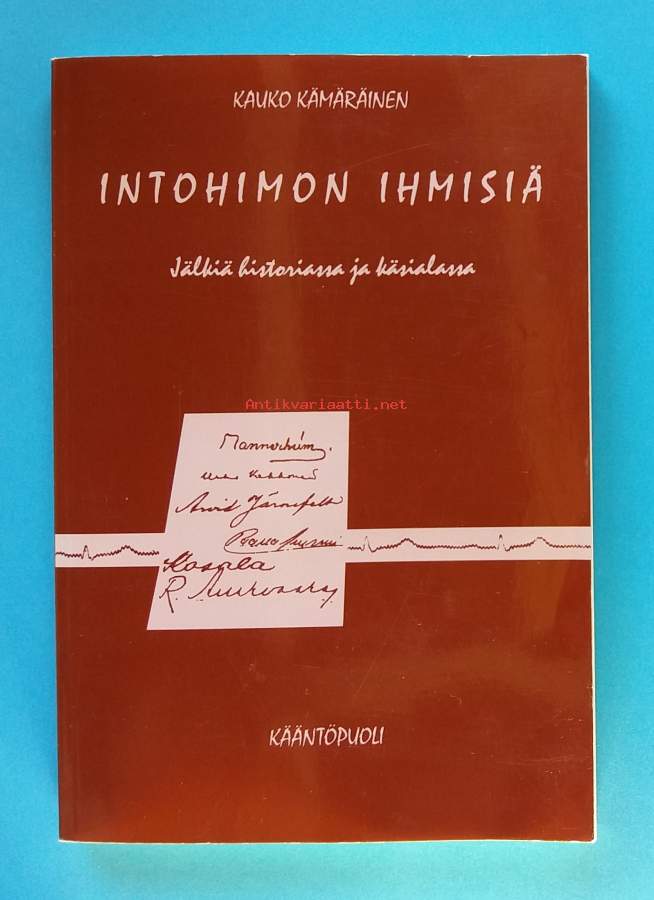 KAUKO KÄMÄRÄINEN
INTOHIMON IHMISIÄ
Jälkiä historiassa ja käsialassa
Antikvariaatti.net
Mannerheim.
Arvid Järnefelt
KÄÄNTÖPUOLI